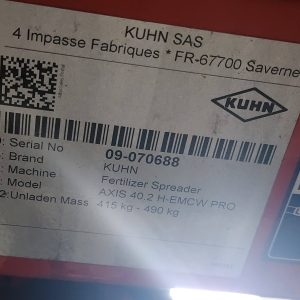 KUHN SAS
4 Impasse Fabriques * FR-67700 Saverne
KUHN
Serial No 09-070688
Brand KUHN
Machine Fertilizer Spreader
Model AXIS 40.2 H-EMCW PRO
Unladen Mass 415 kg - 490 kg